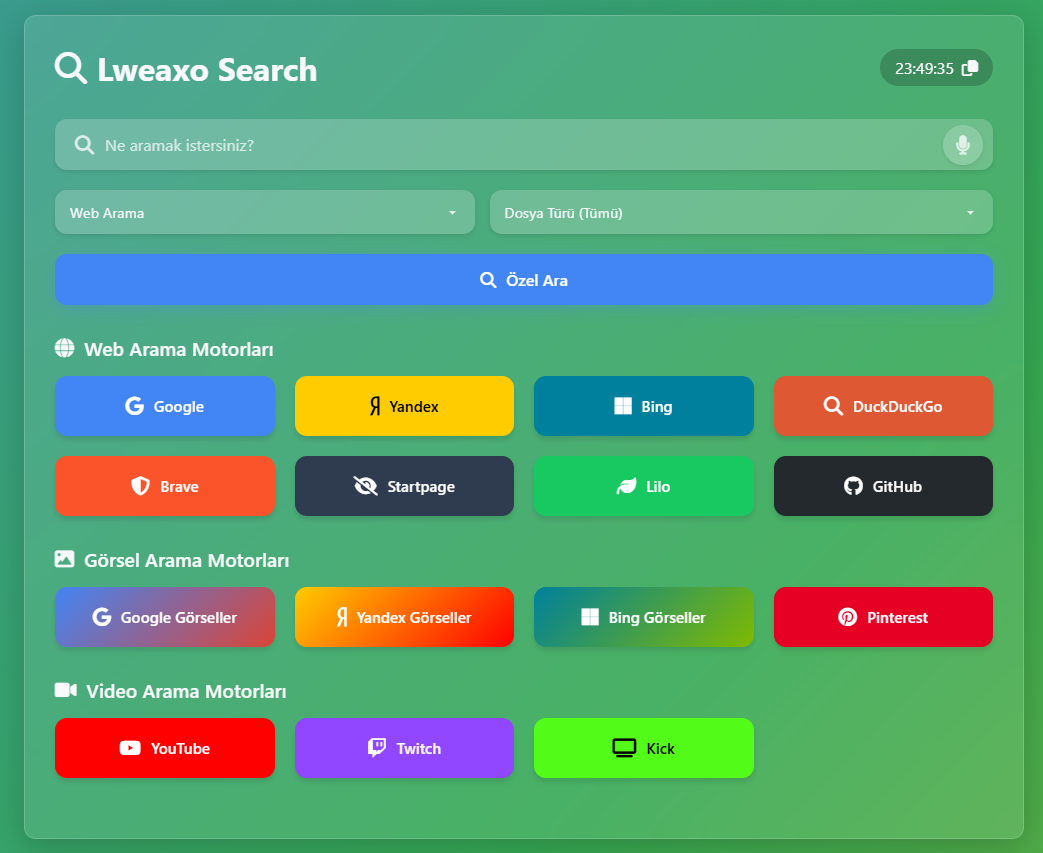 Lweaxo Search
23:49:35
Ne aramak istersiniz?
Web Arama
Dosya Türü (Tümü)
Özel Ara
Web Arama Motorları
Google
Yandex
Bing
DuckDuckGo
Brave
Startpage
Lilo
GitHub
Görsel Arama Motorları
Google Görseller
Yandex Görseller
Bing Görseller
Pinterest
Video Arama Motorları
YouTube
Twitch
Kick